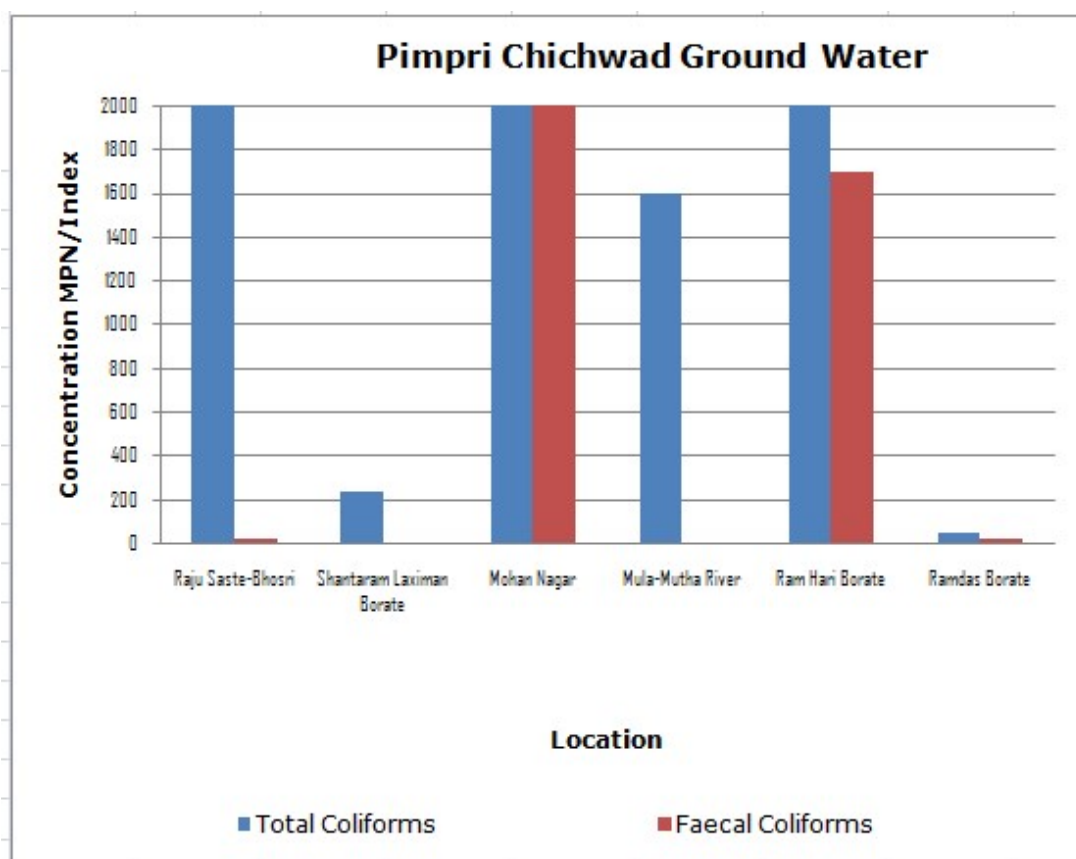 Pimpri Chichwad Ground Water
Concentration MPN/Index
2000
1800
1600
1400
1200
1000
800
600
400
200
0
Raju Saste-Bhosri
Shantaram Laximan
Borate
Mohan Nagar
Mula-Mutha River
Ram Hari Borate
Ramdas Borate
Location
Total Coliforms
Faecal Coliforms